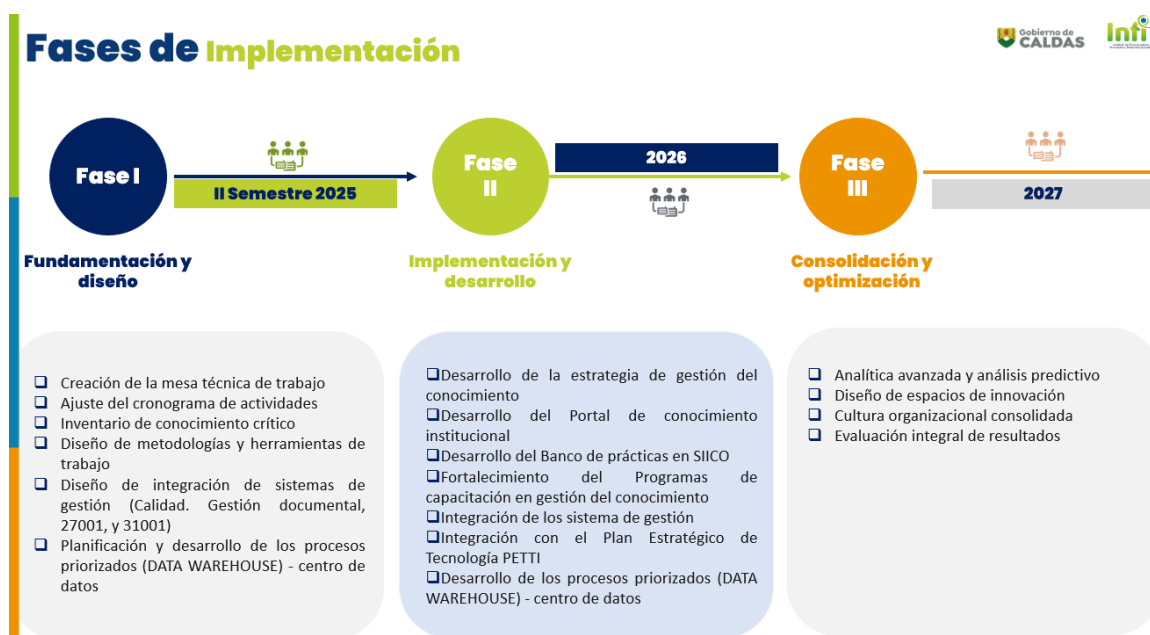 Fases de Implementación
Gobierno de
CALDAS
Infi
Fase I
II Semestre 2025
Fase
II
2026
Fase
III
2027
Fundamentación y
diseño
Implementación y
desarrollo
Consolidación y
optimización
❑ Creación de la mesa técnica de trabajo
❑ Ajuste del cronograma de actividades
❑ Inventario de conocimiento crítico
❑ Diseño de metodologías y herramientas de
trabajo
❑ Diseño de integración de sistemas de
gestión (Calidad. Gestión documental,
27001, y 31001)
❑ Planificación y desarrollo de los procesos
priorizados (DATA WAREHOUSE) - centro de
datos
❑Desarrollo de la estrategia de gestión del
conocimiento
❑Desarrollo del Portal de conocimiento
institucional
❑Desarrollo del Banco de prácticas en SIICO
❑Fortalecimiento del Programas de
capacitación en gestión del conocimiento
❑Integración de los sistema de gestión
❑Integración con el Plan Estratégico de
Tecnología PETTI
❑Desarrollo de los procesos priorizados (DATA
WAREHOUSE) - centro de datos
❑ Analítica avanzada y análisis predictivo
❑ Diseño de espacios de innovación
❑ Cultura organizacional consolidada
❑ Evaluación integral de resultados